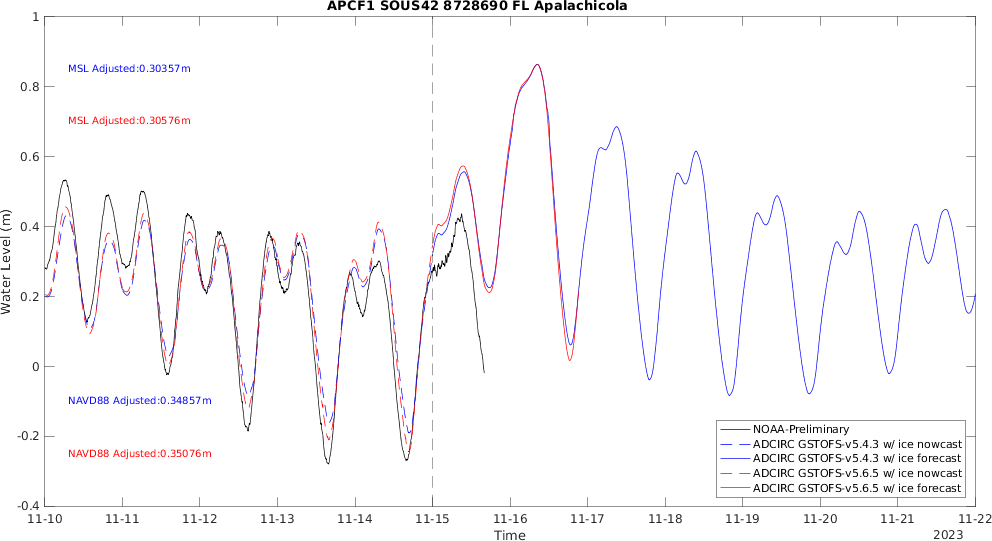 APCF1 SOUS42 8728690 FL Apalachicola
1
0.8
0.6
0.4
0.2
0
-0.2
-0.4
Water Level (m)
MSL Adjusted:0.30357m
MSL Adjusted:0.30576m
NAVD88 Adjusted:0.34857m
NAVD88 Adjusted:0.35076m
NOAA-Preliminary
ADCIRC GSTOFS-v5.4.3 w/ ice nowcast
ADCIRC GSTOFS-v5.4.3 w/ ice forecast
ADCIRC GSTOFS-v5.6.5 w/ ice nowcast
ADCIRC GSTOFS-v5.6.5 w/ ice forecast
11-10 11-11 11-12 11-13 11-14 11-15 11-16 11-17 11-18 11-19 11-20 11-21 11-22
Time
2023